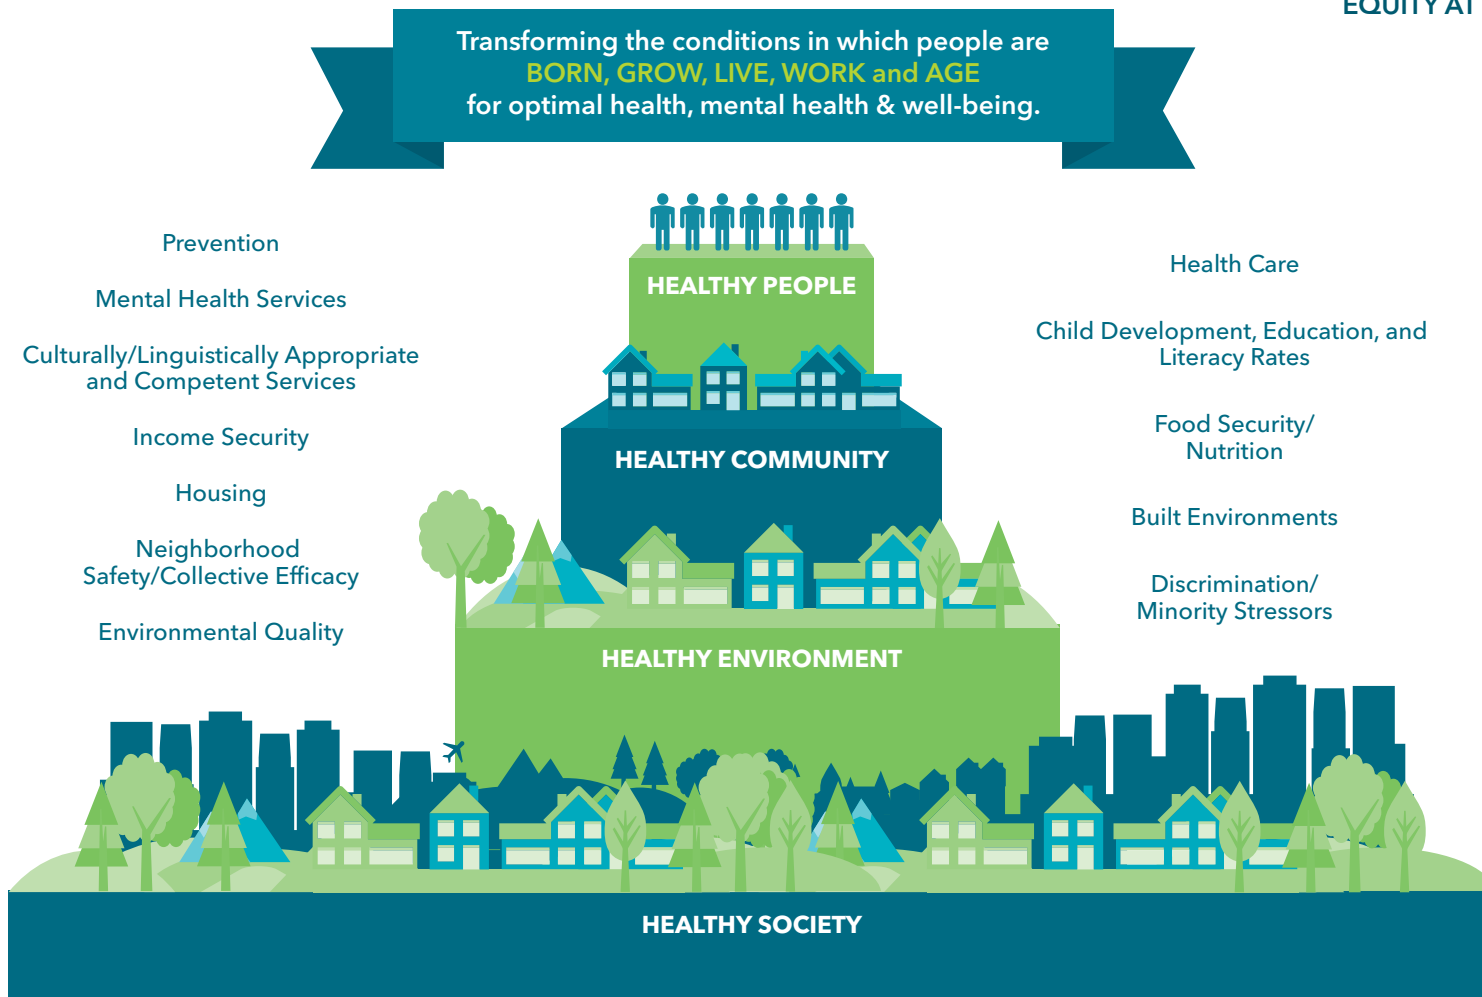 EQUITY AT
Transforming the conditions in which people are
BORN, GROW, LIVE, WORK and AGE
for optimal health, mental health & well-being.
Prevention
Mental Health Services
Culturally/Linguistically Appropriate
and Competent Services
Income Security
Housing
Neighborhood
Safety/Collective Efficacy
Environmental Quality
HEALTHY PEOPLE
HEALTHY COMMUNITY
HEALTHY ENVIRONMENT
HEALTHY SOCIETY
Health Care
Child Development, Education, and
Literacy Rates
Food Security/
Nutrition
Built Environments
Discrimination/
Minority Stressors